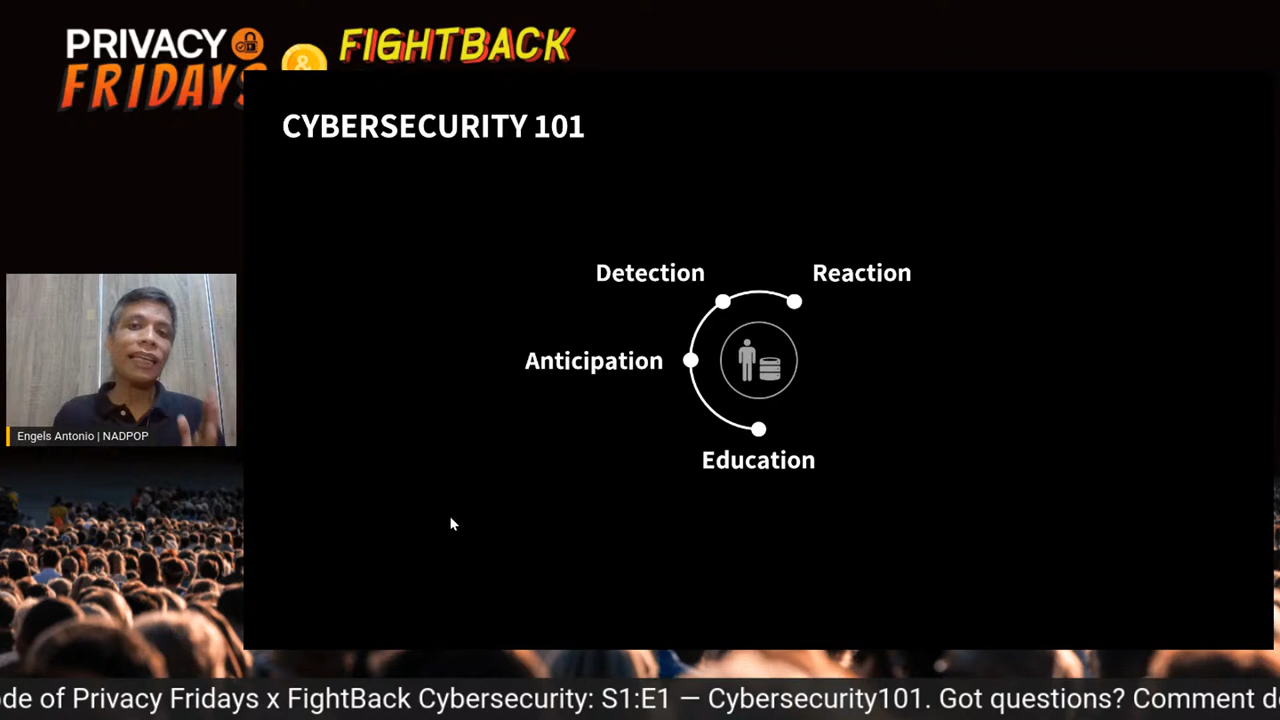 PRIVACY
FRIDAYS
&
FIGHTBACK
CYBERSECURITY 101
Detection
Reaction
Anticipation
Education
Engels Antonio | NADPOP
ode of Privacy Fridays x FightBack Cybersecurity: S1:E1 — Cybersecurity101. Got questions? Comment d